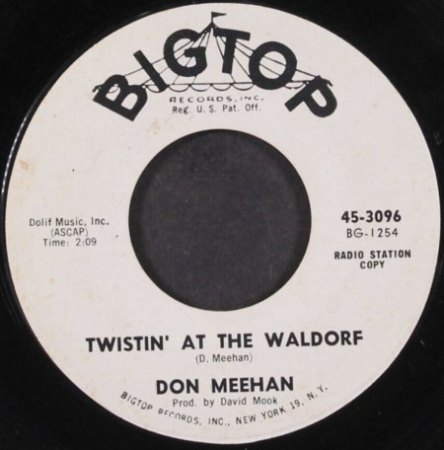 BIGTOP
RECORDS, INC.
Reg. U. S. Pat. Off.
Dolif Music, Inc.
(ASCAP)
Time: 2:09
45-3096
BG-1254
RADIO STATION
COPY
TWISTIN' AT THE WALDORF
(D. Meehan)
DON MEEHAN
Prod. by David Mook
BIGTOP RECORDS, INC., NEW YORK 19, N. Y.